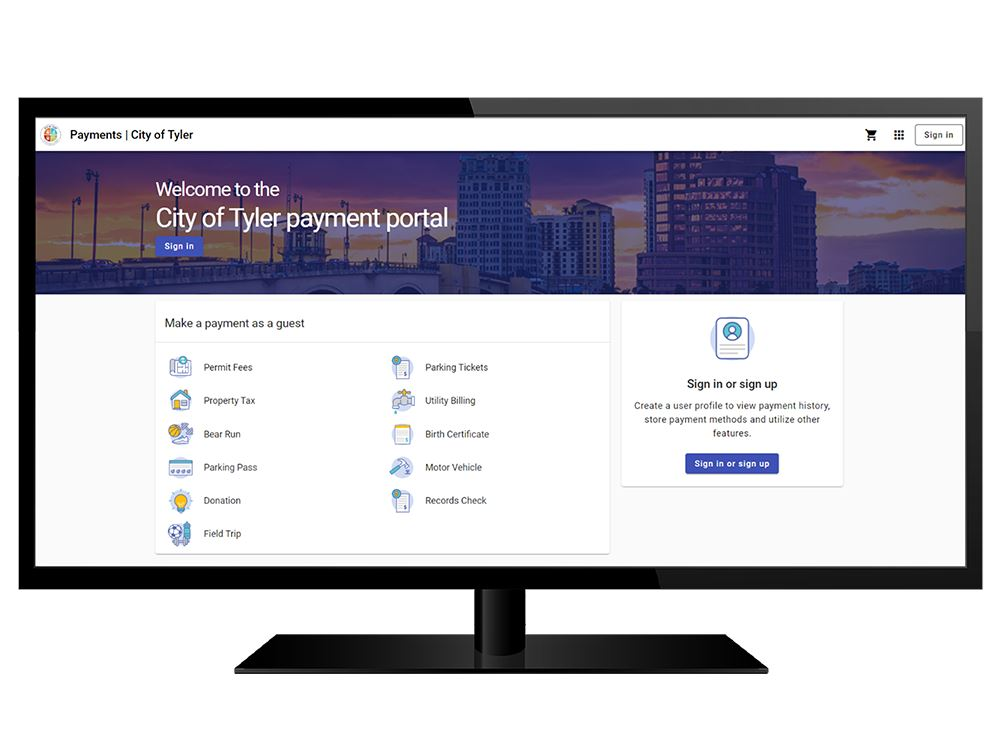 Payments | City of Tyler
Sign in
Welcome to the
City of Tyler payment portal
Sign in
Make a payment as a guest
Permit Fees
Parking Tickets
Property Tax
Utility Billing
Bear Run
Birth Certificate
Parking Pass
Motor Vehicle
Donation
Records Check
Field Trip
Sign in or sign up
Create a user profile to view payment history,
store payment methods and utilize other
features.
Sign in or sign up